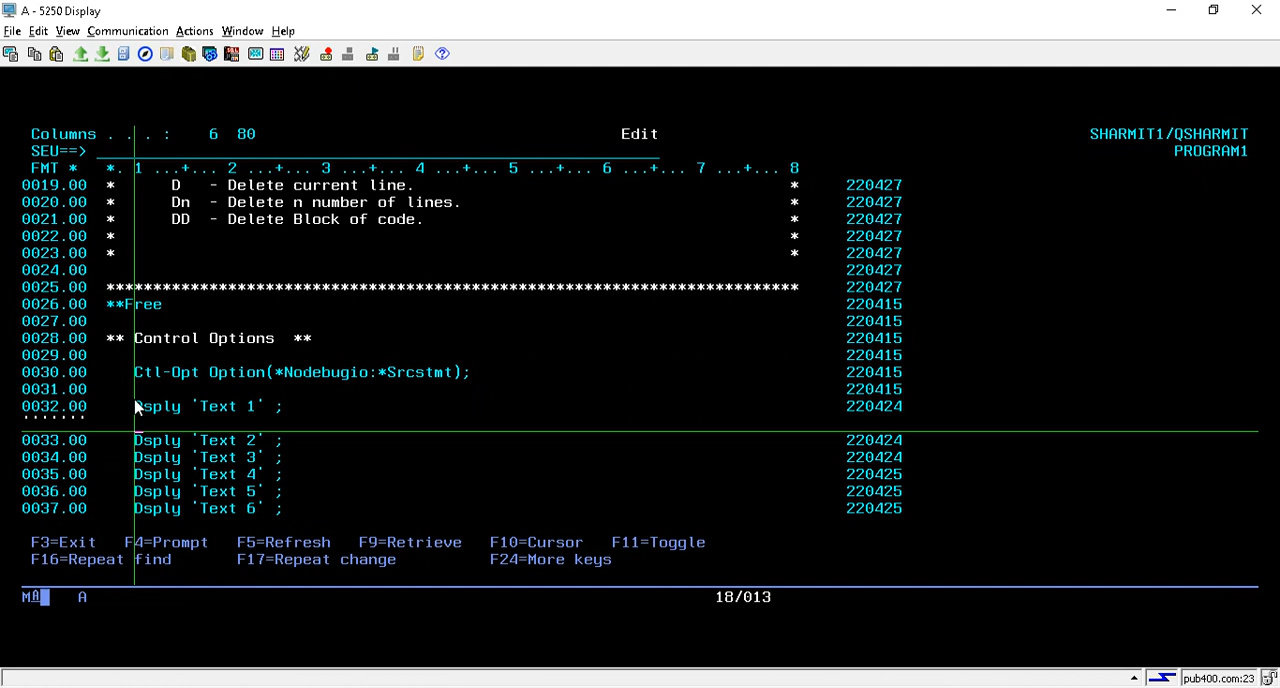 A - 5250 Display
File Edit View Communication Actions Window Help
Columns . . . : 6 80 Edit SHARMIT1/QSHARMIT
SEU==> PROGRAM1
FMT * *. 1 ...+... 2 ...+... 3 ...+... 4 ...+... 5 ...+... 6 ...+... 7 ...+... 8
0019.00 * D - Delete current line. * 220427
0020.00 * Dn - Delete n number of lines. * 220427
0021.00 * DD - Delete Block of code. * 220427
0022.00 * * 220427
0023.00 * * 220427
0024.00 220427
0025.00 ************************************************************************** 220427
0026.00 **Free 220415
0027.00 220415
0028.00 ** Control Options ** 220415
0029.00 220415
0030.00 Ctl-Opt Option(*Nodebugio:*Srcstmt); 220415
0031.00 220415
0032.00 Dsply 'Text 1' ; 220424
'''''''
0033.00 Dsply 'Text 2' ; 220424
0034.00 Dsply 'Text 3' ; 220424
0035.00 Dsply 'Text 4' ; 220425
0036.00 Dsply 'Text 5' ; 220425
0037.00 Dsply 'Text 6' ; 220425
F3=Exit F4=Prompt F5=Refresh F9=Retrieve F10=Cursor F11=Toggle
F16=Repeat find F17=Repeat change F24=More keys
MA A 18/013
pub400.com:23